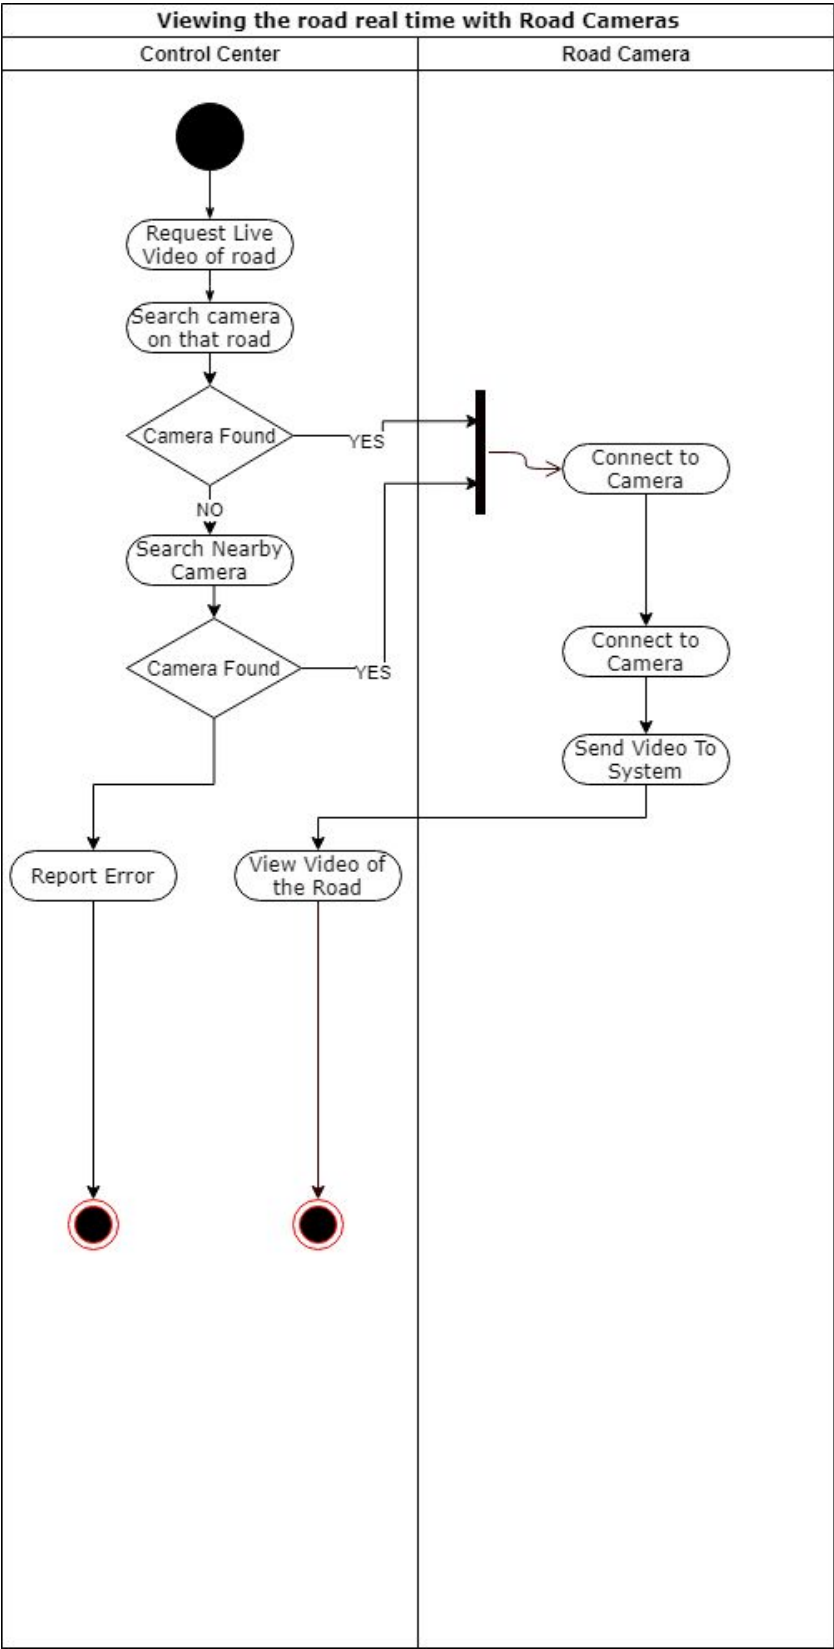 Viewing the road real time with Road Cameras
Control Center
Road Camera
Request Live
Video of road
Search camera
on that road
Camera Found
YES
NO
Connect to
Camera
Search Nearby
Camera
Camera Found
YES
Connect to
Camera
Send Video To
System
Report Error
View Video of
the Road